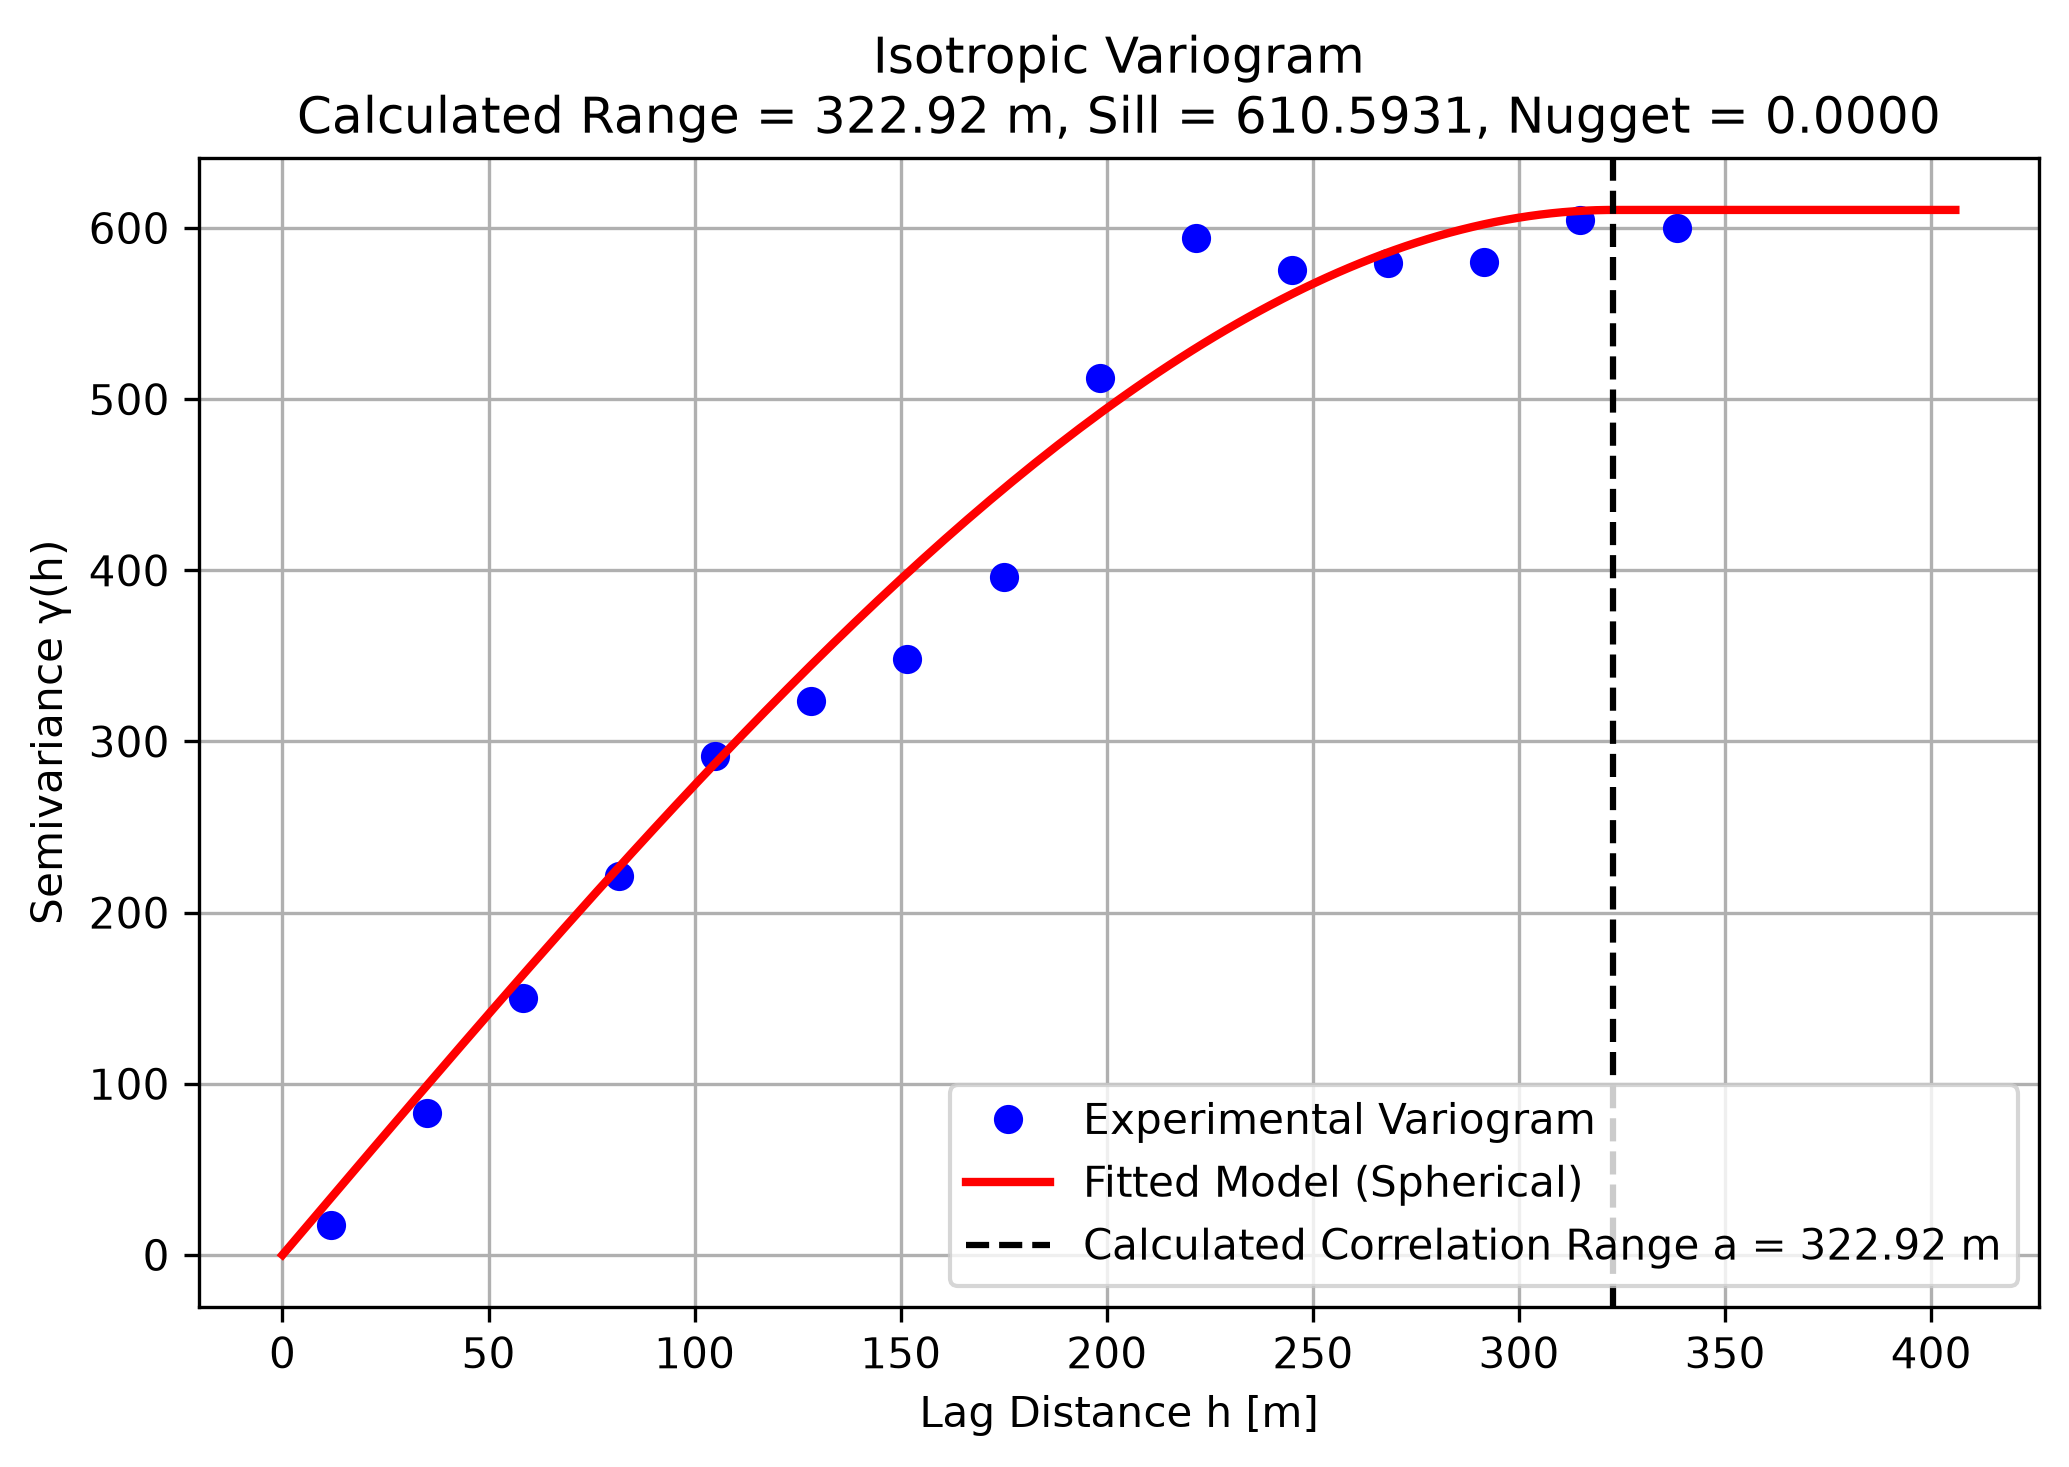 Isotropic Variogram
Calculated Range = 322.92 m, Sill = 610.5931, Nugget = 0.0000
Semivariance γ(h)
600
500
400
300
200
100
0
Experimental Variogram
Fitted Model (Spherical)
Calculated Correlation Range a = 322.92 m
0 50 100 150 200 250 300 350 400
Lag Distance h [m]